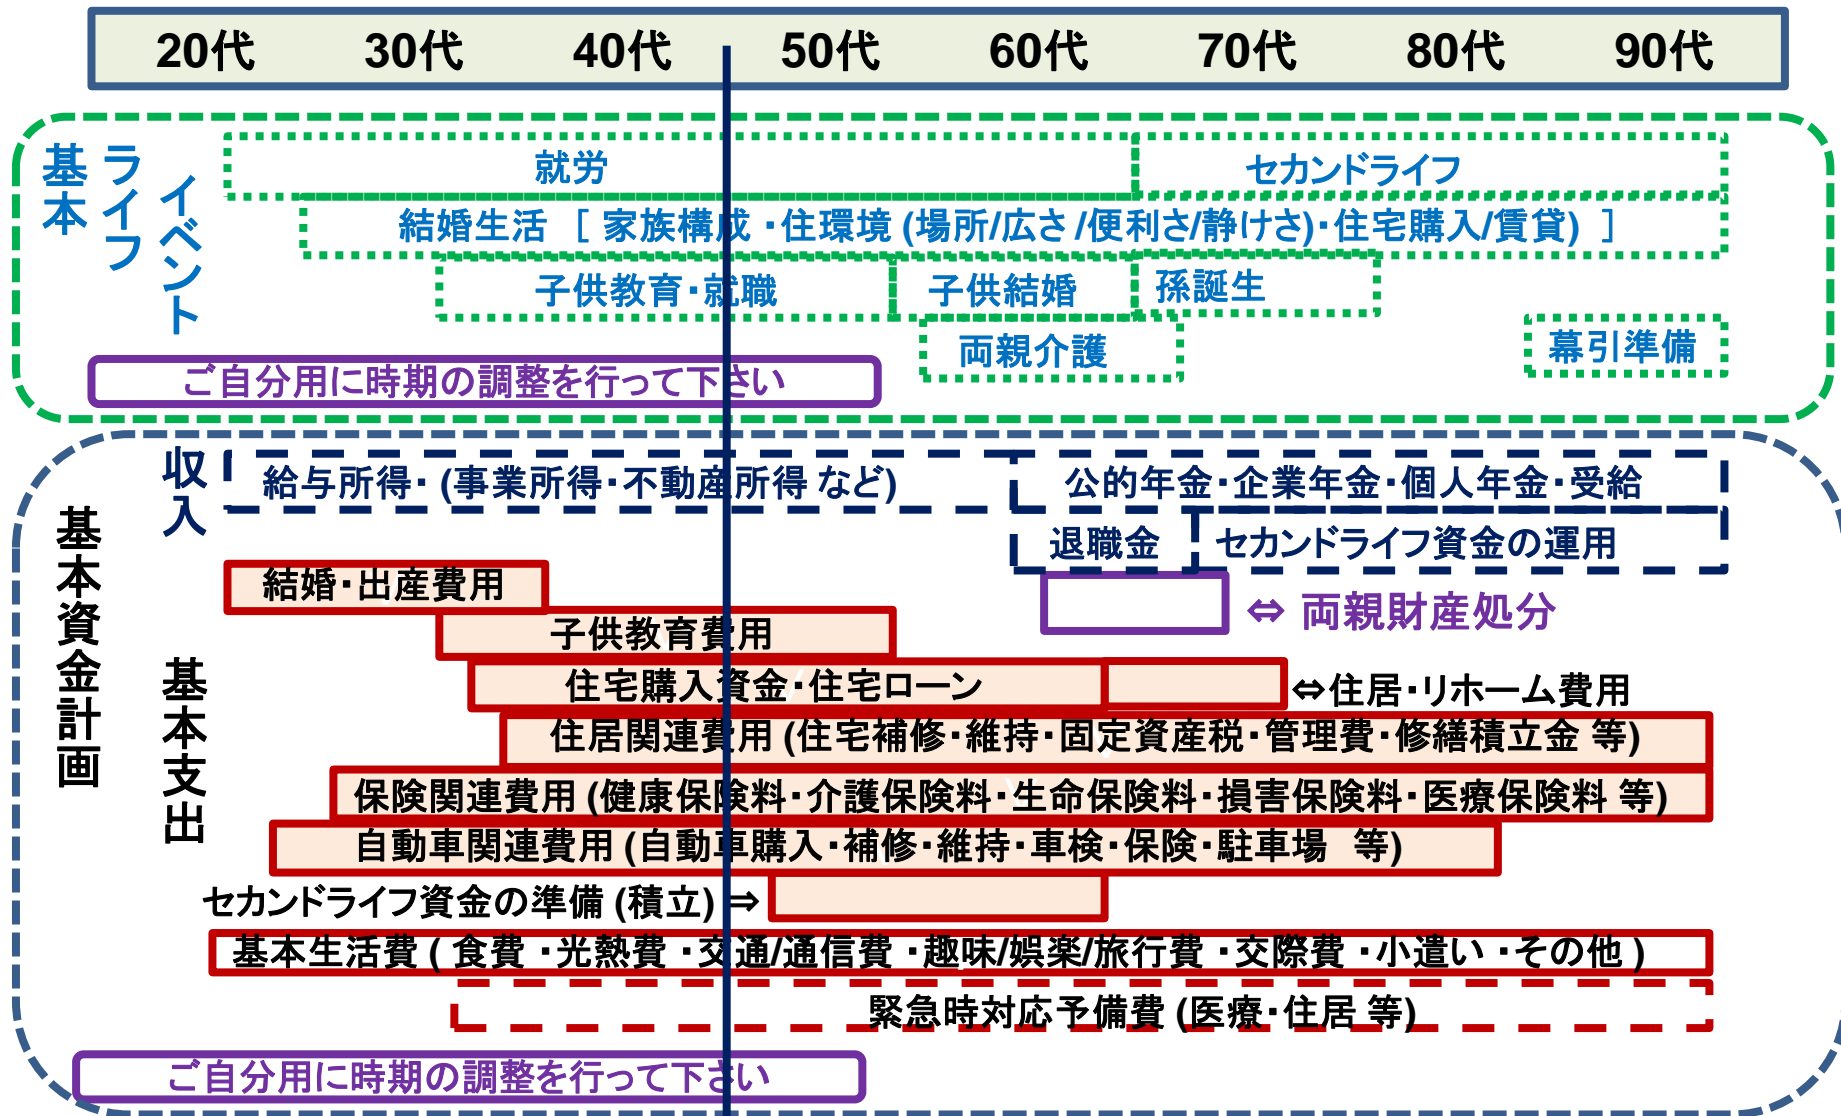 20代 30代 40代 50代 60代 70代 80代 90代
基本
ライフ
イベント
就労
セカンドライフ
結婚生活 [ 家族構成・住環境 (場所/広さ/便利さ/静けさ)・住宅購入/賃貸) ]
子供教育・就職
子供結婚
孫誕生
両親介護
幕引準備
ご自分用に時期の調整を行って下さい
基本資金計画
収入
給与所得・ (事業所得・不動産所得 など)
公的年金・企業年金・個人年金・受給
退職金
セカンドライフ資金の運用
⇔ 両親財産処分
基本支出
結婚・出産費用
子供教育費用
住宅購入資金・住宅ローン
⇔住居・リホーム費用
住居関連費用 (住宅補修・維持・固定資産税・管理費・修繕積立金 等)
保険関連費用 (健康保険料・介護保険料・生命保険料・損害保険料・医療保険料 等)
自動車関連費用 (自動車購入・補修・維持・車検・保険・駐車場 等)
セカンドライフ資金の準備 (積立) ⇒
基本生活費 ( 食費 ・光熱費 ・交通/通信費 ・趣味/娯楽/旅行費 ・交際費 ・小遣い ・その他 )
緊急時対応予備費 (医療・住居 等)
ご自分用に時期の調整を行って下さい